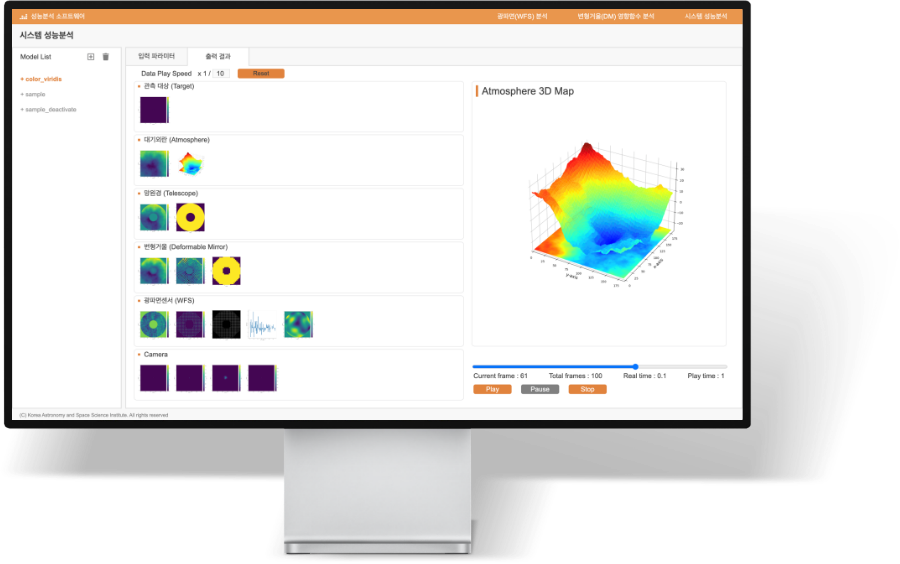 성능분석 소프트웨어
광파면(WFS) 분석
변형거울(DM) 영향함수 분석
시스템 성능분석
시스템 성능분석
Model List
color_viridis
sample
sample_deactivate
입력 파라미터
출력 결과
Date Play Speed x 1 / 10 Reset
관측 대상 (Target)
대기외란 (Atmosphere)
망원경 (Telescope)
변형거울 (Deformable Mirror)
광파면센서 (WFS)
Camera
Atmosphere 3D Map
Current frame : 61 Total frames : 100 Real time : 0.1 Play time : 1
Play Pause Stop
(C) Korea Astronomy and Space Science Institute. All rights reserved